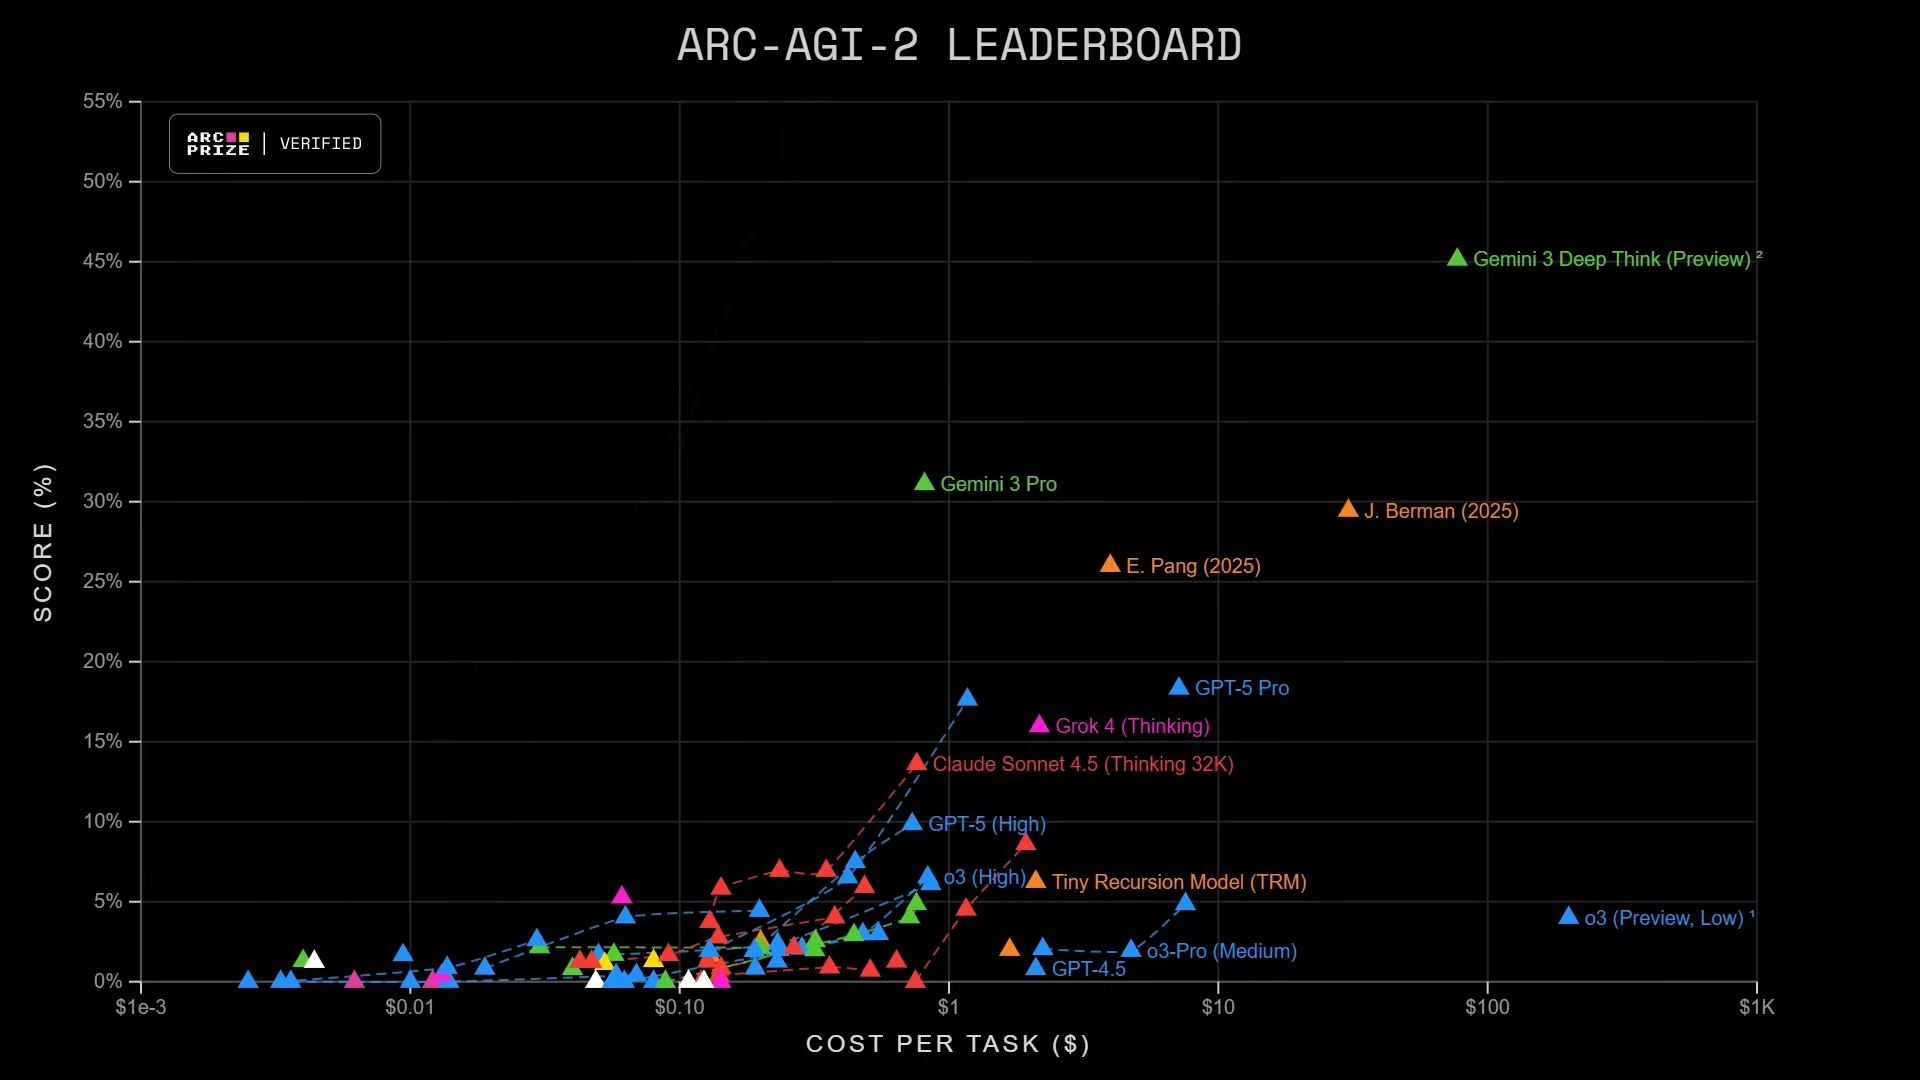 ARC-AGI-2 LEADERBOARD
55%
ARC PRIZE | VERIFIED
50%
45%
Gemini 3 Deep Think (Preview) ²
40%
35%
30%
Gemini 3 Pro
J. Berman (2025)
E. Pang (2025)
25%
20%
GPT-5 Pro
Grok 4 (Thinking)
15%
Claude Sonnet 4.5 (Thinking 32K)
10%
GPT-5 (High)
o3 (High)
Tiny Recursion Model (TRM)
5%
o3 (Preview, Low) ¹
o3-Pro (Medium)
GPT-4.5
0%
SCORE (%)
$1e-3
$0.01
$0.10
$1
$10
$100
$1K
COST PER TASK ($)